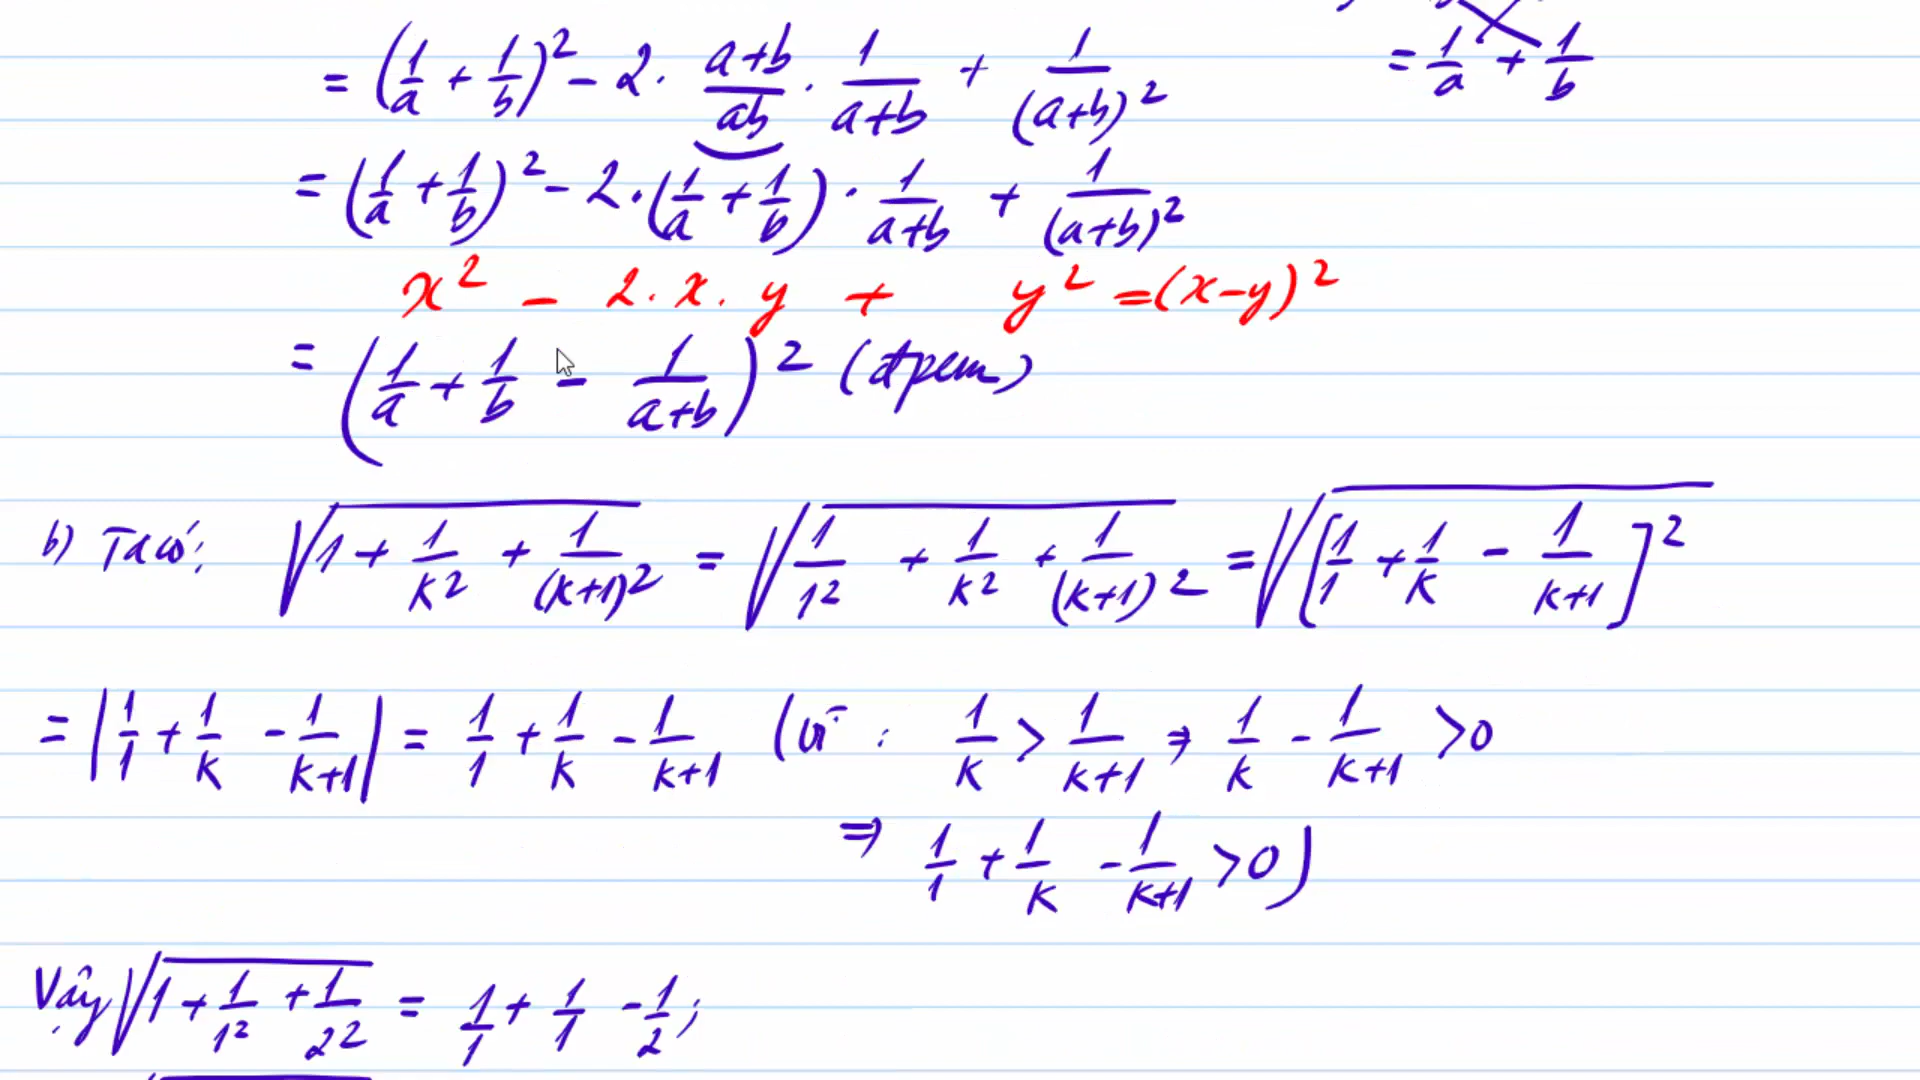 = (1/a + 1/b)² - 2 · (a+b)/(ab) · 1/(a+b) + 1/(a+b)²
= 1/a + 1/b
= (1/a + 1/b)² - 2 · (1/a + 1/b) · 1/(a+b) + 1/(a+b)²
x² - 2 . x . y + y² = (x-y)²
= (1/a + 1/b - 1/(a+b))² (đpcm)
b) Ta có: √(1 + 1/k² + 1/(k+1)²) = √(1/1² + 1/k² + 1/(k+1)²) = √([1/1 + 1/k - 1/(k+1)]²)
= |1/1 + 1/k - 1/(k+1)| = 1/1 + 1/k - 1/(k+1) (vì : 1/k > 1/(k+1) ⇒ 1/k - 1/(k+1) > 0
⇒ 1/1 + 1/k - 1/(k+1) > 0)
Vậy √(1 + 1/1² + 1/2²) = 1/1 + 1/1 - 1/2 ;